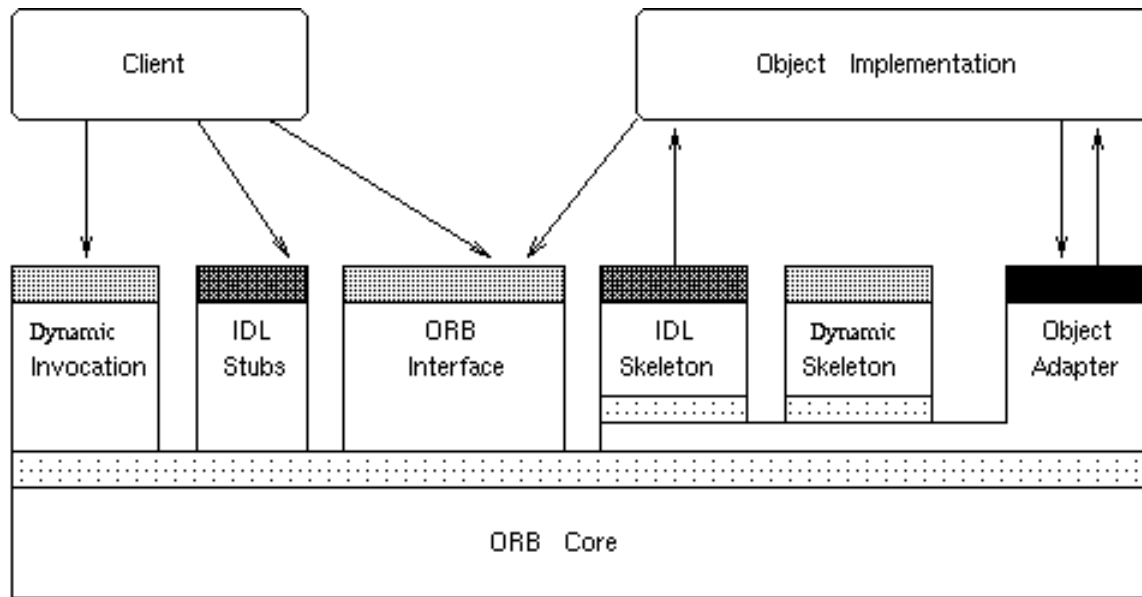 Client
Object Implementation
Dynamic
Invocation
IDL
Stubs
ORB
Interface
IDL
Skeleton
Dynamic
Skeleton
Object
Adapter
ORB Core